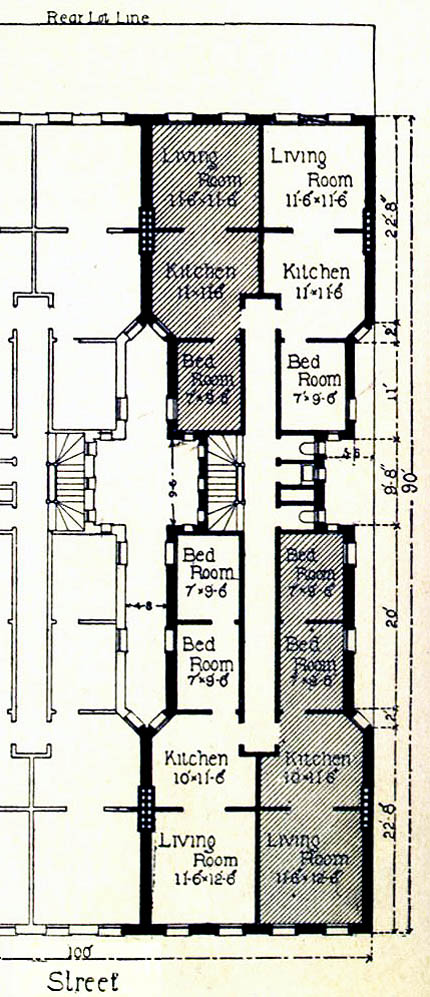 Rear Lot Line
Living
Room
11'-6"×11'-6"
Living
Room
11'-6"×11'-6"
22'-8"
Kitchen
11'×11'6"
Kitchen
11'×11'-6"
2'
Bed
Room
7'×9'-6"
Bed
Room
7'×9'-6"
11'
9-6
5-6
9'-8"
90'
Bed
Room
7'×9-6"
Bed
Room
7'×9'-6"
4-8
20'
Bed
Room
7'×9-6"
Bed
Room
7'×9'-6"
2'
Kitchen
10'×11'-6"
Kitchen
10×11'6"
22'-8"
Living
Room
11'-6"×12'-6"
Living
Room
11'-6"×12'-6"
100'
Street